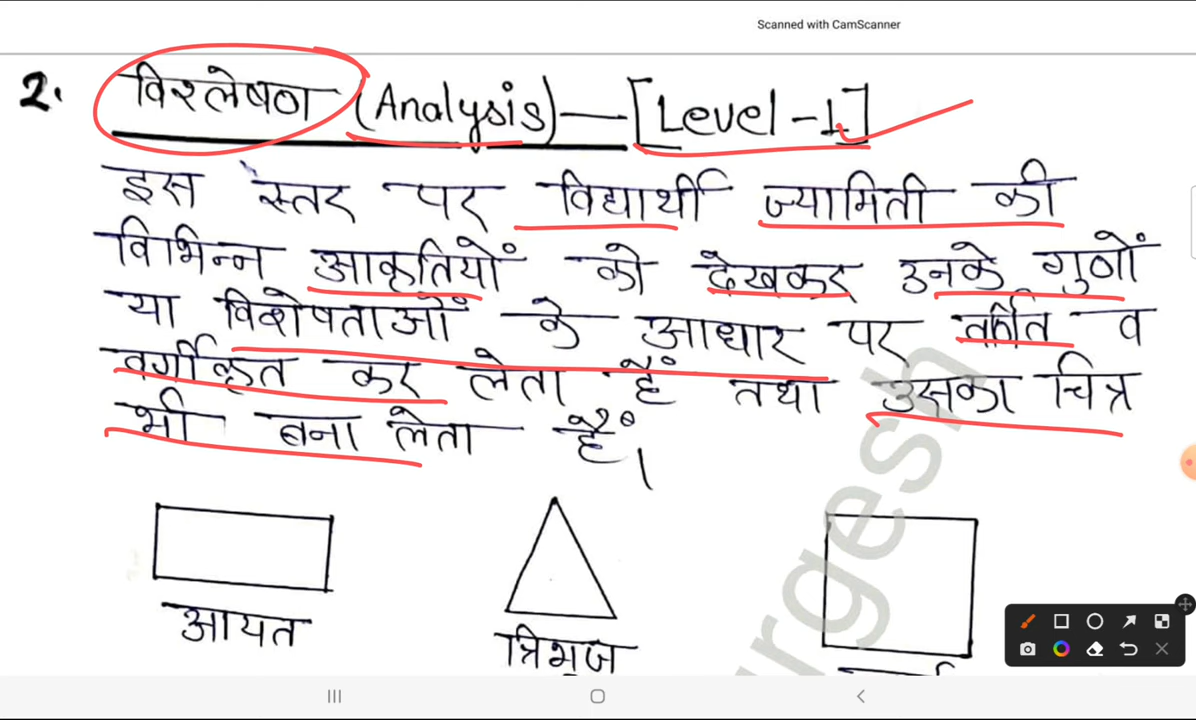 Scanned with CamScanner
2. विश्लेषण (Analysis)—[Level -1]
इस स्तर पर विद्यार्थी ज्यामिती की
विभिन्न आकृतियों को देखकर उनके गुणों
या विशेषताओं के आधार पर व
वर्गीकृत कर लेता हैं तथा उसका चित्र
भी बना लेता हैं।
आयत
त्रिभुज